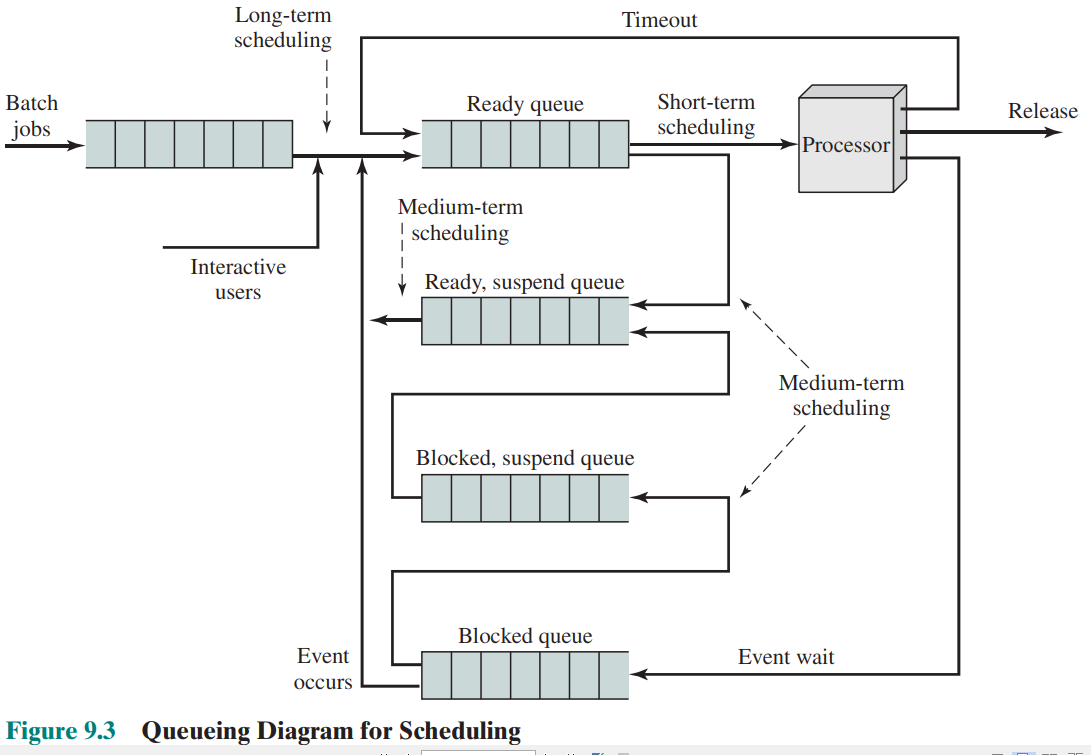 Long-term
scheduling
Timeout
Batch
jobs
Ready queue
Short-term
scheduling
Processor
Release
Medium-term
scheduling
Interactive
users
Ready, suspend queue
Medium-term
scheduling
Blocked, suspend queue
Blocked queue
Event
occurs
Event wait
Figure 9.3 Queueing Diagram for Scheduling